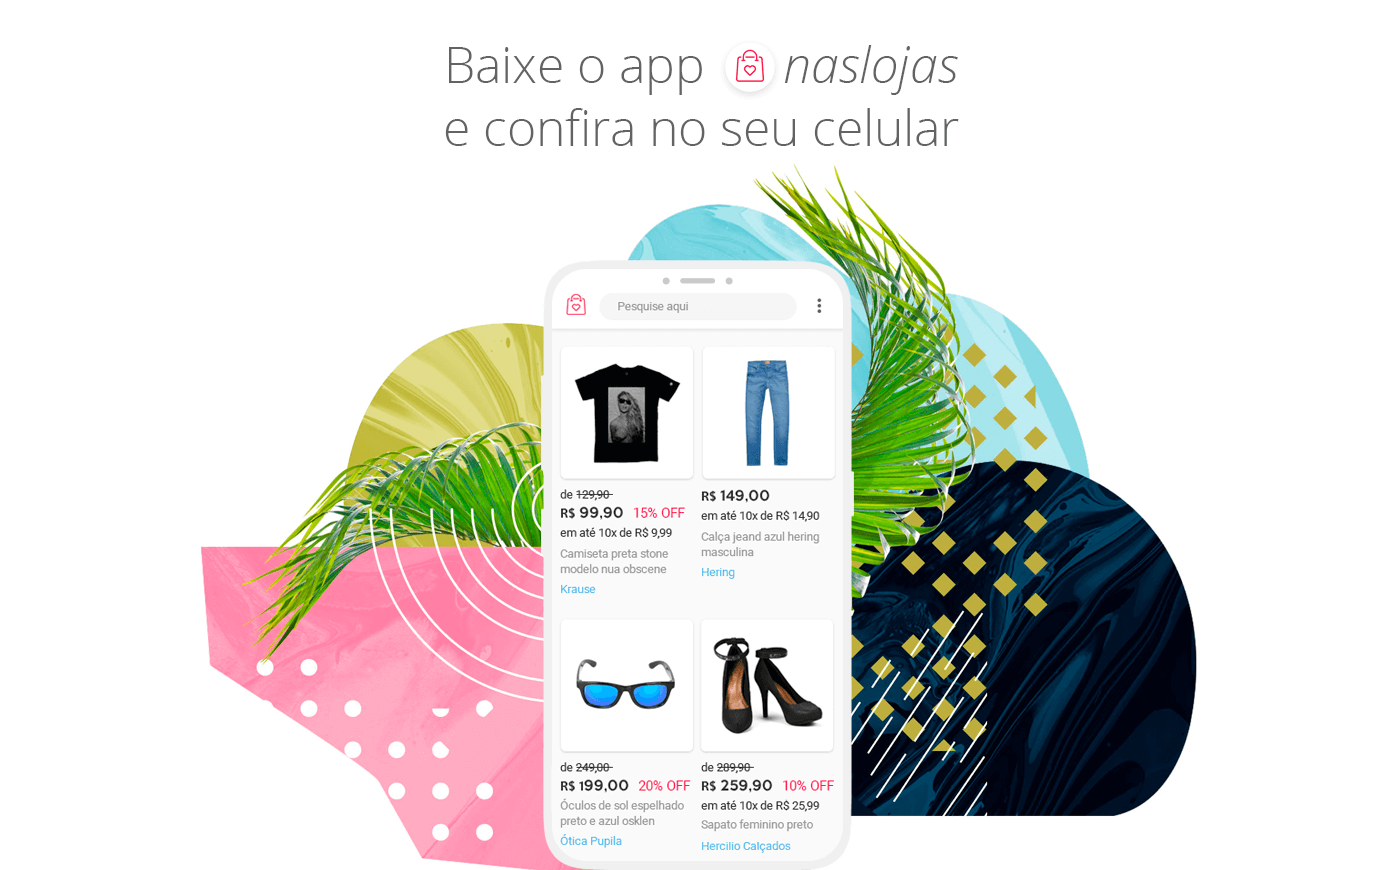 Baixe o app naslojas
e confira no seu celular
Pesquise aqui
de 129,90
R$ 99,90 15% OFF
em até 10x de R$ 9,99
Camiseta preta stone
modelo nua obscene
Krause
R$ 149,00
em até 10x de R$ 14,90
Calça jeand azul hering
masculina
Hering
de 249,00
R$ 199,00 20% OFF
Óculos de sol espelhado
preto e azul osklen
Ótica Pupila
de 289,90
R$ 259,90 10% OFF
em até 10x de R$ 25,99
Sapato feminino preto
Hercilio Calçados